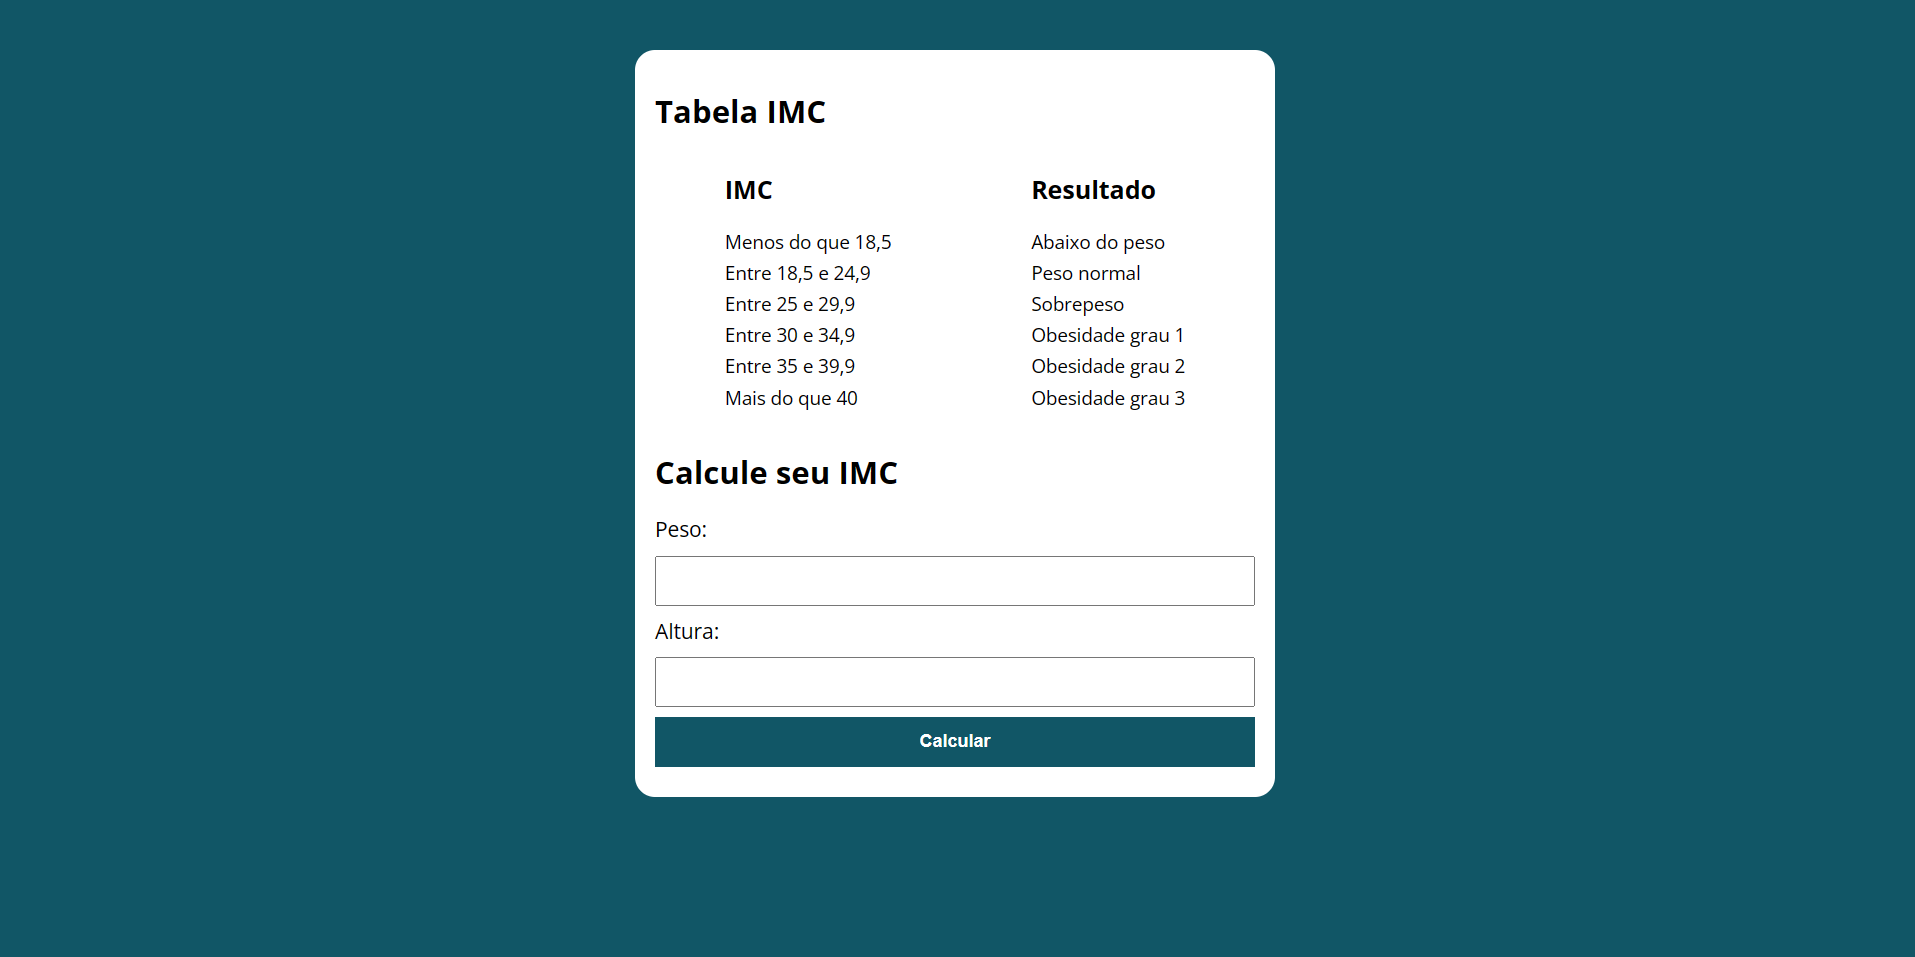 Tabela IMC
IMC Resultado
Menos do que 18,5 Abaixo do peso
Entre 18,5 e 24,9 Peso normal
Entre 25 e 29,9 Sobrepeso
Entre 30 e 34,9 Obesidade grau 1
Entre 35 e 39,9 Obesidade grau 2
Mais do que 40 Obesidade grau 3
Calcule seu IMC
Peso:
Altura:
Calcular